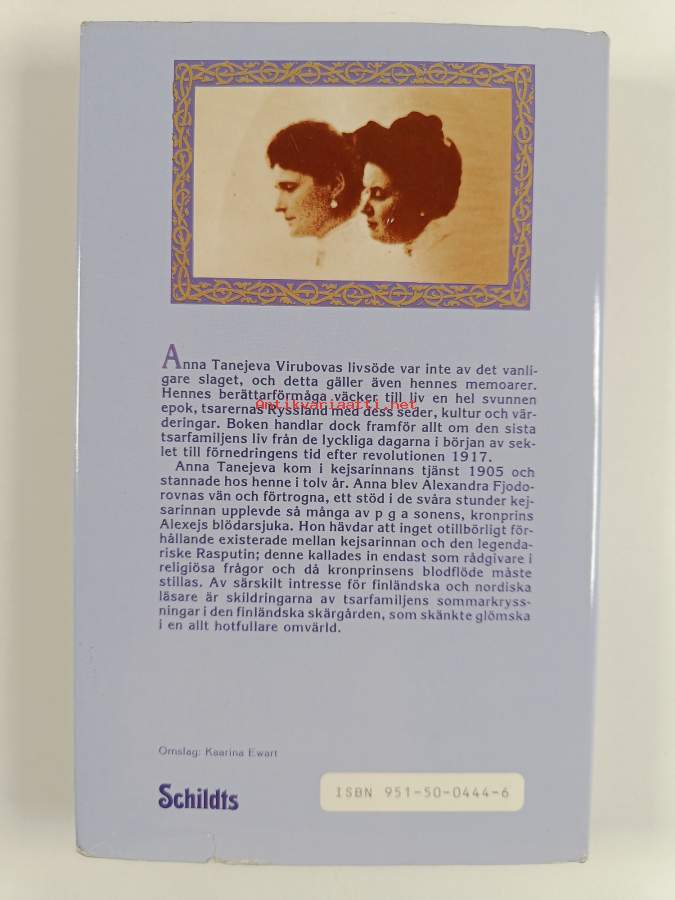 Anna Tanejeva Virubovas livsöde var inte av det vanli-
gare slaget, och detta gäller även hennes memoarer.
Hennes berättarförmåga väcker till liv en hel svunnen
antikvariaatti.net
epok, tsarernas Ryssland med dess seder, kultur och vär-
deringar. Boken handlar dock framför allt om den sista
tsarfamiljens liv från de lyckliga dagarna i början av sek-
let till förnedringens tid efter revolutionen 1917.
Anna Tanejeva kom i kejsarinnans tjänst 1905 och
stannade hos henne i tolv år. Anna blev Alexandra Fjodo-
rovnas vän och förtrogna, ett stöd i de svåra stunder kej-
sarinnan upplevde så många av p g a sonens, kronprins
Alexejs blödarsjuka. Hon hävdar att inget otillbörligt för-
hållande existerade mellan kejsarinnan och den legenda-
riske Rasputin; denne kallades in endast som rådgivare i
religiösa frågor och då kronprinsens blodflöde måste
stillas. Av särskilt intresse för finländska och nordiska
läsare är skildringarna av tsarfamiljens sommarkryss-
ningar i den finländska skärgården, som skänkte glömska
i en allt hotfullare omvärld.
Omslag: Kaarina Ewart
Schildts
ISBN 951-50-0444-6